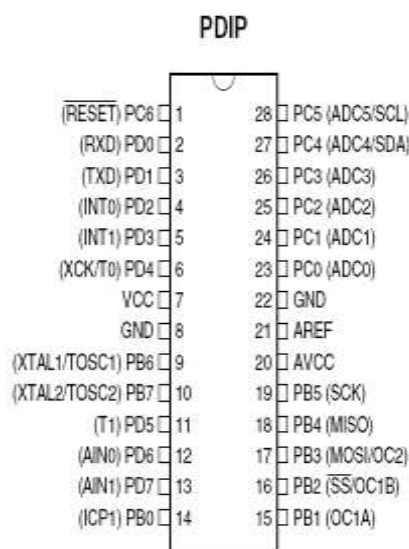 PDIP
(RESET) PC6 1 28 PC5 (ADC5/SCL)
(RXD) PD0 2 27 PC4 (ADC4/SDA)
(TXD) PD1 3 26 PC3 (ADC3)
(INT0) PD2 4 25 PC2 (ADC2)
(INT1) PD3 5 24 PC1 (ADC1)
(XCK/T0) PD4 6 23 PC0 (ADC0)
VCC 7 22 GND
GND 8 21 AREF
(XTAL1/TOSC1) PB6 9 20 AVCC
(XTAL2/TOSC2) PB7 10 19 PB5 (SCK)
(T1) PD5 11 18 PB4 (MISO)
(AIN0) PD6 12 17 PB3 (MOSI/OC2)
(AIN1) PD7 13 16 PB2 (SS/OC1B)
(ICP1) PB0 14 15 PB1 (OC1A)